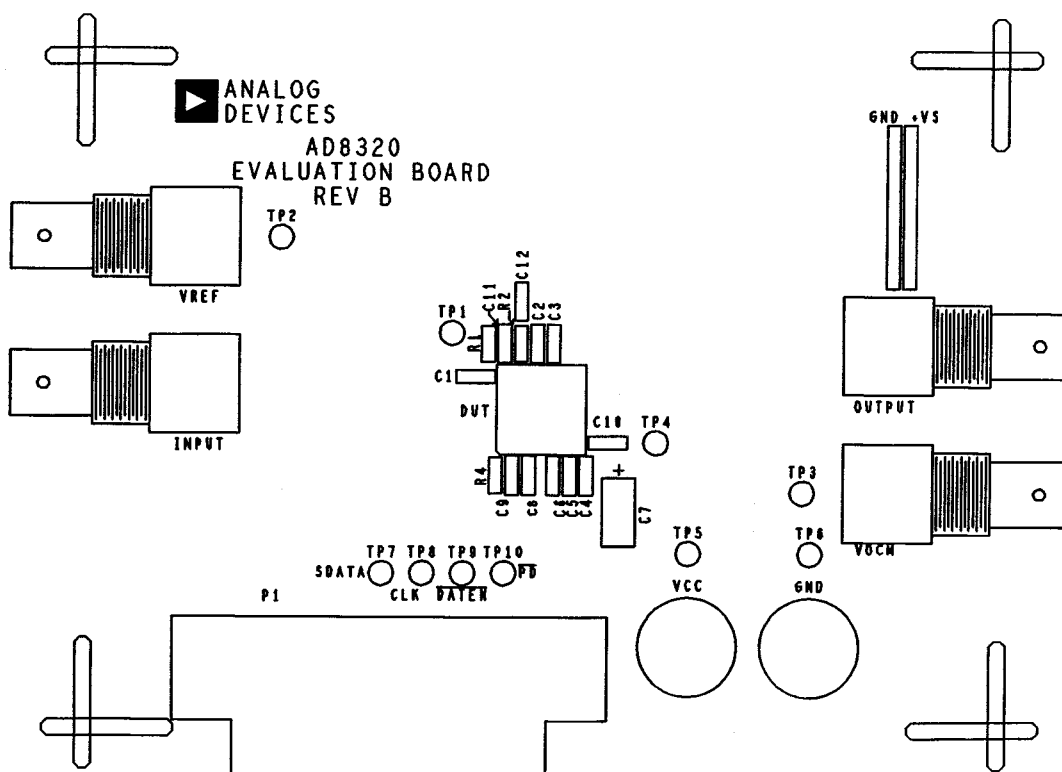 ANALOG
DEVICES
AD8320
EVALUATION BOARD
REV B
GND +VS
TP2
VREF
C12
C11
R2
C2
C3
TP1
R1
C1
DUT
INPUT
OUTPUT
C10
TP4
R4
C9
C8
C6
C5
C4
+
C7
TP3
VOCM
TP5
TP6
TP7 TP8 TP9 TP10
SDATA
PD
CLK
DATEN
P1
VCC
GND